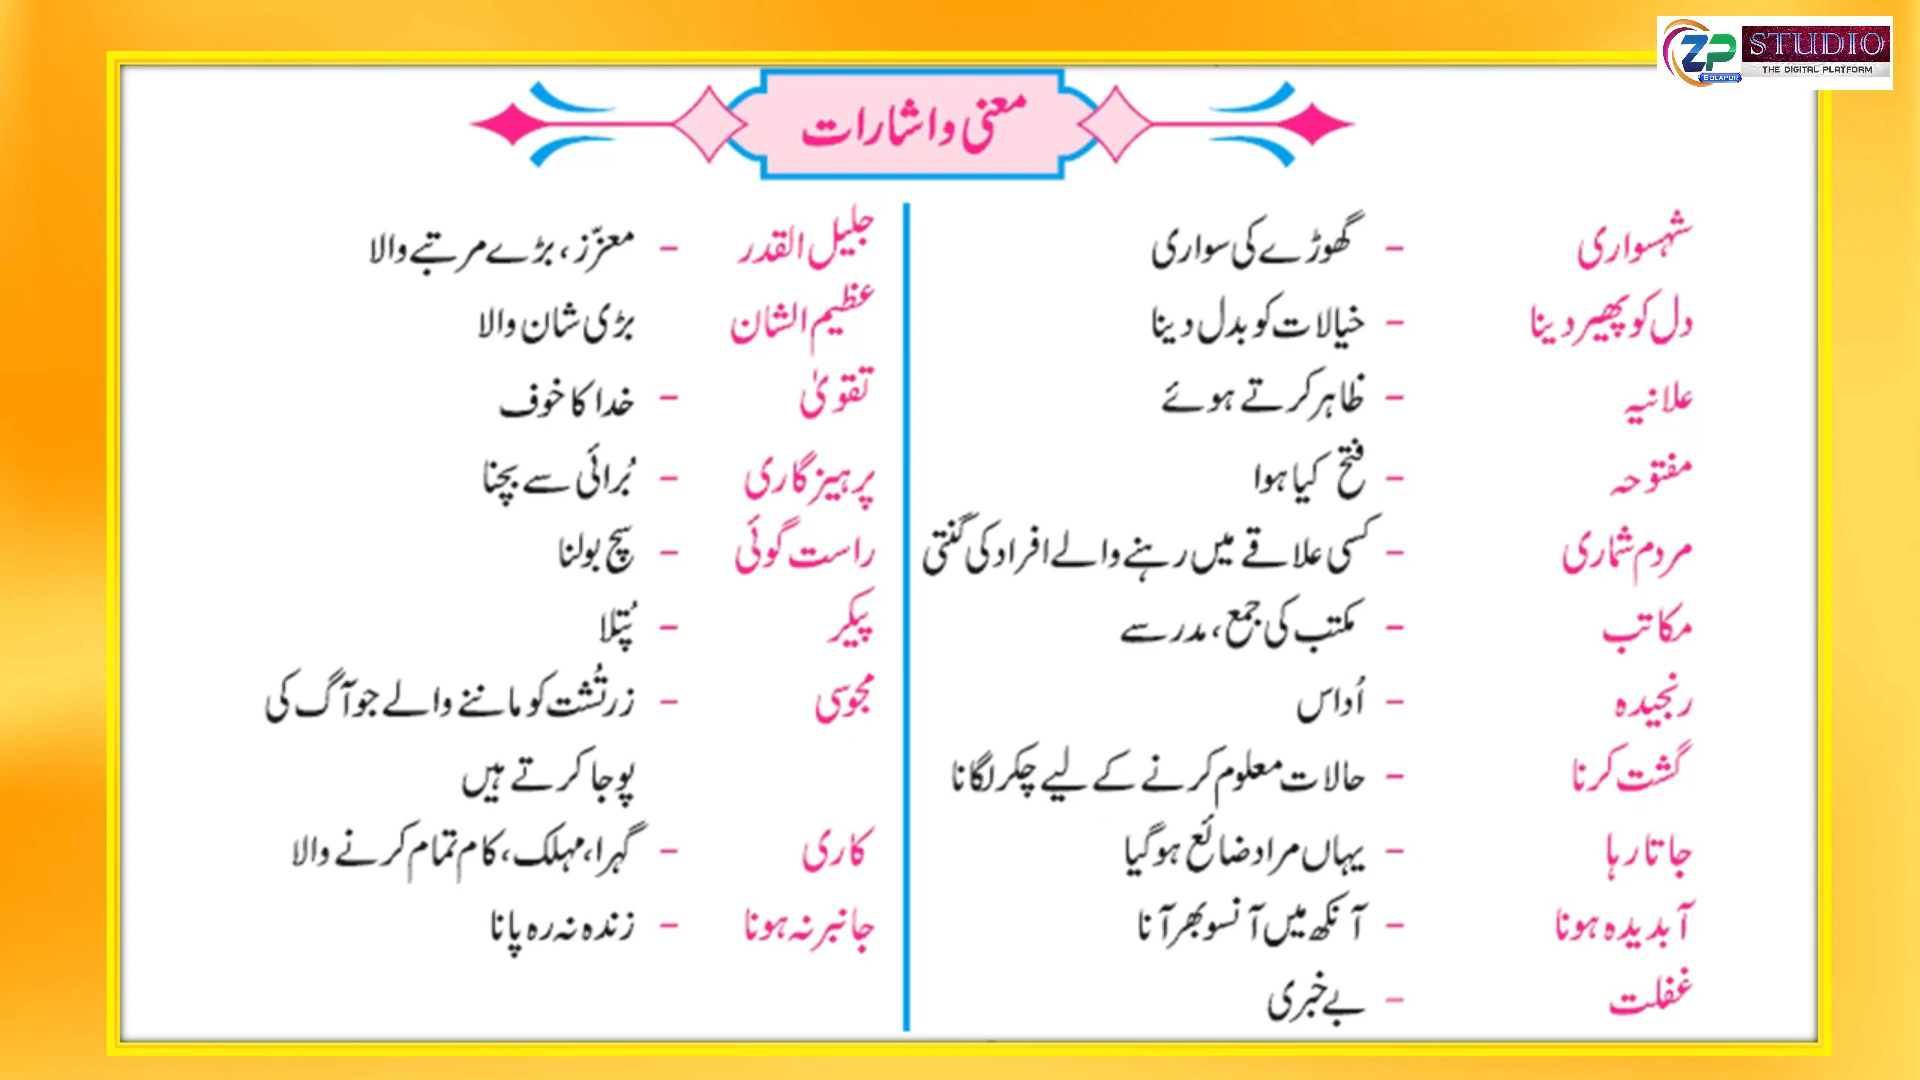 ZP STUDIO
SOLAPUR
THE DIGITAL PLATFORM
معنی و اشارات
شہسواری - گھوڑے کی سواری
دل کو پھیر دینا - خیالات کو بدل دینا
علانیہ - ظاہر کرتے ہوئے
مفتوحہ - فتح کیا ہوا
مردم شماری - کسی علاقے میں رہنے والے افراد کی گنتی
مکاتب - مکتب کی جمع، مدرسے
رنجیدہ - اُداس
گشت کرنا - حالات معلوم کرنے کے لیے چکر لگانا
جاتا رہا - یہاں مراد ضائع ہوگیا
آبدیدہ ہونا - آنکھ میں آنسو بھر آنا
غفلت - بے خبری
جلیل القدر - معزّز، بڑے مرتبے والا
عظیم الشان بڑی شان والا
تقویٰ - خدا کا خوف
پرہیزگاری - بُرائی سے بچنا
راست گوئی - سچ بولنا
پیکر - پُتلا
مجوسی - زرتُشت کو ماننے والے جو آگ کی
پوجا کرتے ہیں
کاری - گہرا، مہلک، کام تمام کرنے والا
جانبر نہ ہونا - زندہ نہ رہ پانا